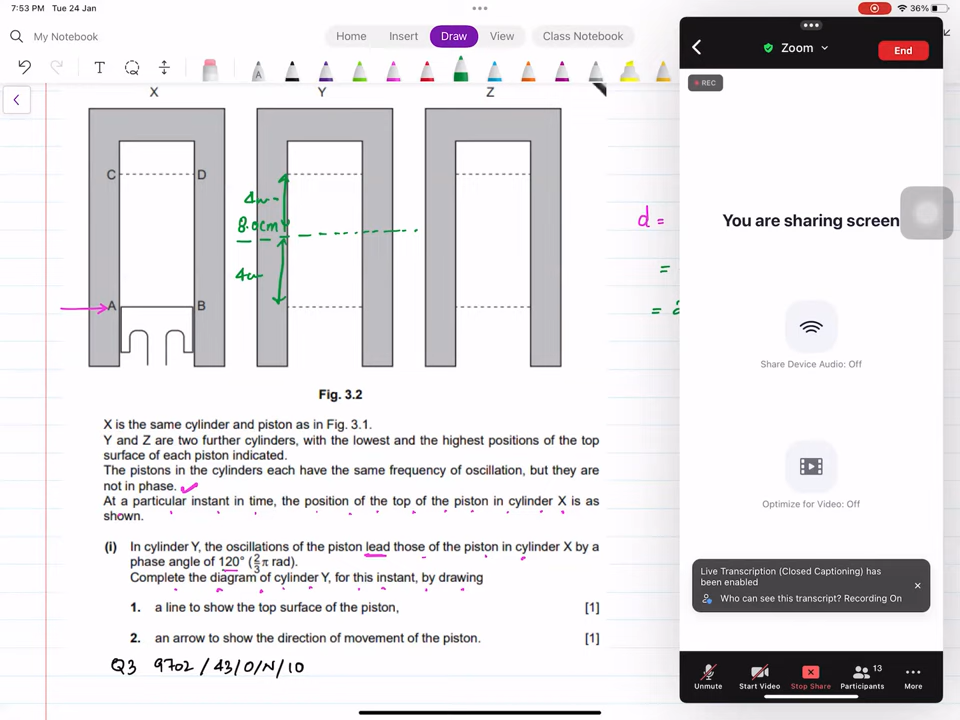 7:53 PM Tue 24 Jan
36%
My Notebook
Home Insert Draw View Class Notebook
T
A
X Y Z
C D
4
8.0cm
4
A B
Fig. 3.2
X is the same cylinder and piston as in Fig. 3.1.
Y and Z are two further cylinders, with the lowest and the highest positions of the top
surface of each piston indicated.
The pistons in the cylinders each have the same frequency of oscillation, but they are
not in phase.
At a particular instant in time, the position of the top of the piston in cylinder X is as
shown.
(i) In cylinder Y, the oscillations of the piston lead those of the piston in cylinder X by a
phase angle of 120° (2/3 π rad).
Complete the diagram of cylinder Y, for this instant, by drawing
1. a line to show the top surface of the piston, [1]
2. an arrow to show the direction of movement of the piston. [1]
Q3 9702 / 43 / O / N / 10
d =
=
= 2
Zoom
End
REC
You are sharing screen
Share Device Audio: Off
Optimize for Video: Off
Live Transcription (Closed Captioning) has
been enabled
Who can see this transcript? Recording On
13
Unmute Start Video Stop Share Participants More